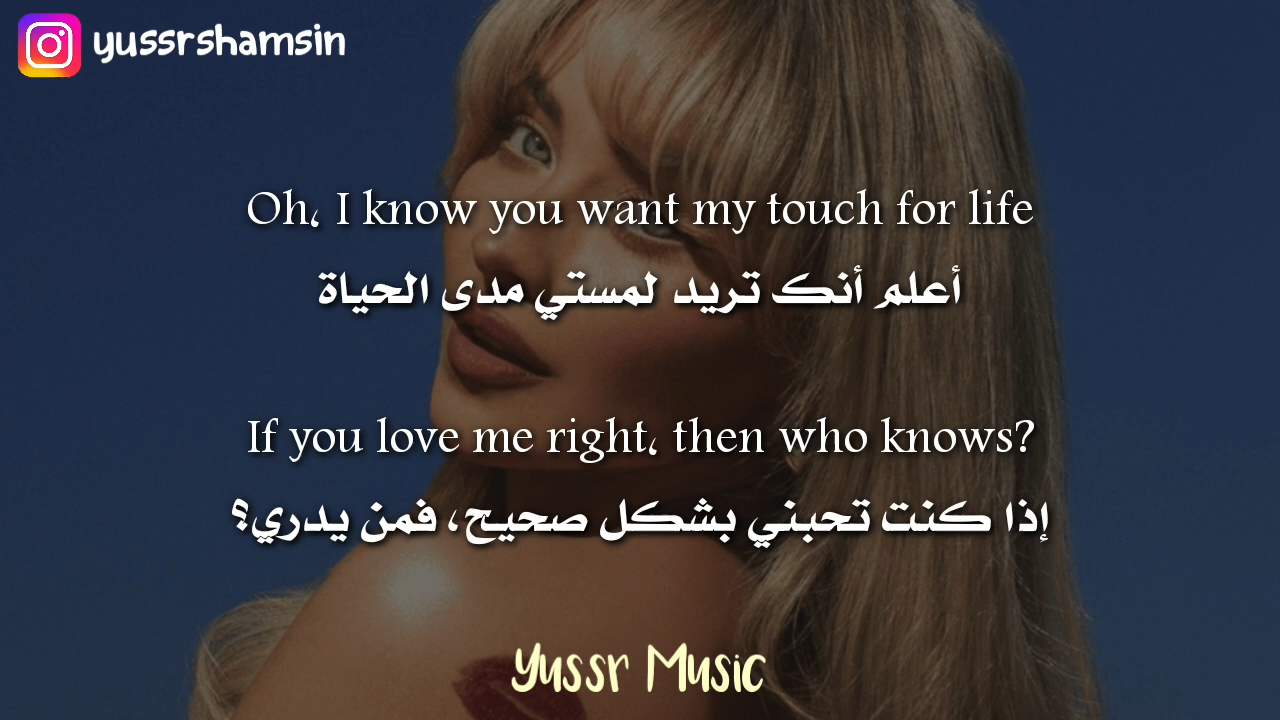 yussrshamsin
Oh، I know you want my touch for life
أعلم أنك تريد لمستي مدى الحياة
If you love me right، then who knows?
إذا كنت تحبني بشكل صحيح، فمن يدري؟
Yussr Music